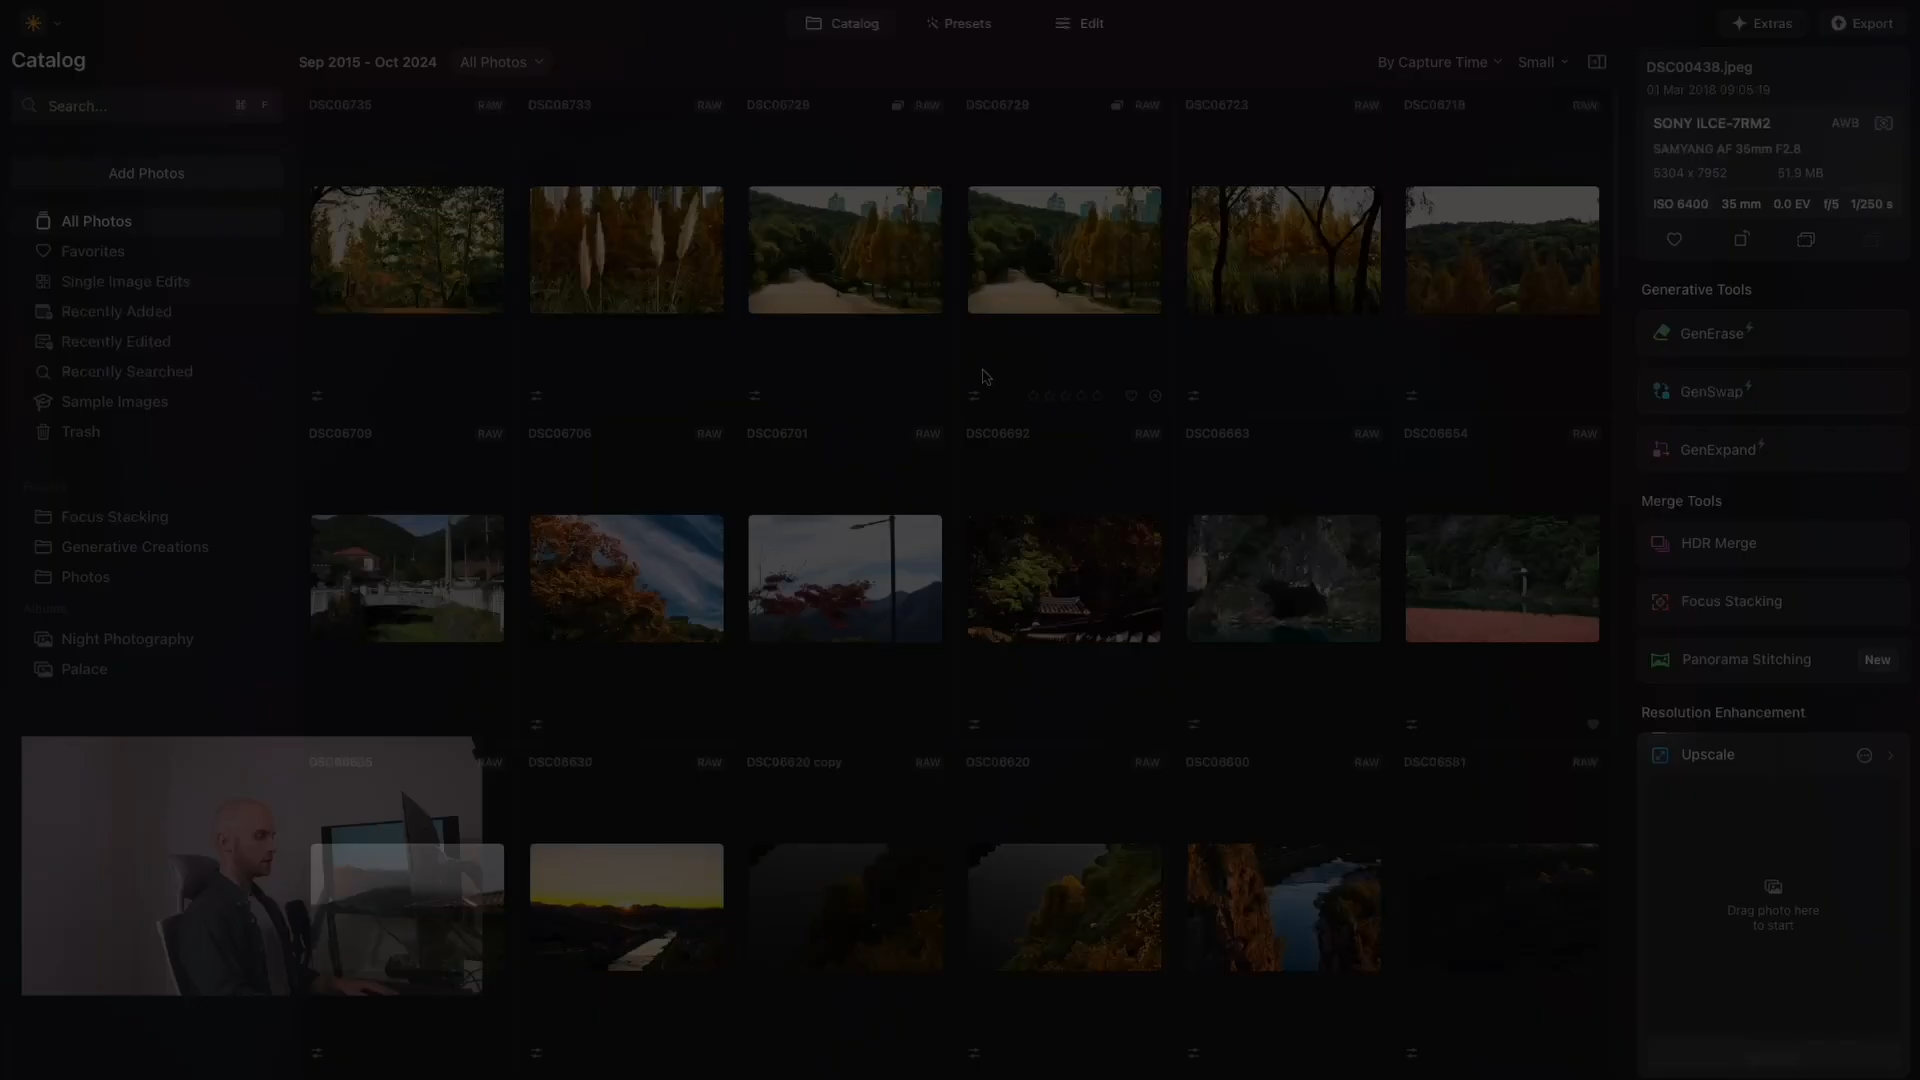 Catalog
Presets
Edit
Extras
Export
Catalog
Sep 2015 - Oct 2024
All Photos
By Capture Time
Small
Search...
⌘ F
Add Photos
All Photos
Favorites
Single Image Edits
Recently Added
Recently Edited
Recently Searched
Sample Images
Trash
Focus Stacking
Generative Creations
Photos
Albums
Night Photography
Palace
DSC06735 RAW
DSC06733 RAW
DSC06729 RAW
DSC06729 RAW
DSC06723 RAW
DSC06718 RAW
DSC06709 RAW
DSC06706 RAW
DSC06701 RAW
DSC06692 RAW
DSC06663 RAW
DSC06654 RAW
RAW
DSC06630 RAW
DSC06620 copy RAW
DSC06620 RAW
DSC06600 RAW
DSC06581 RAW
DSC00438.jpeg
01 Mar 2018 09:05:19
SONY ILCE-7RM2 AWB
SAMYANG AF 35mm F2.8
5304 x 7952 51.9 MB
ISO 6400 35 mm 0.0 EV f/5 1/250 s
Generative Tools
GenErase
GenSwap
GenExpand
Merge Tools
HDR Merge
Focus Stacking
Panorama Stitching New
Resolution Enhancement
Upscale
Drag photo here
to start